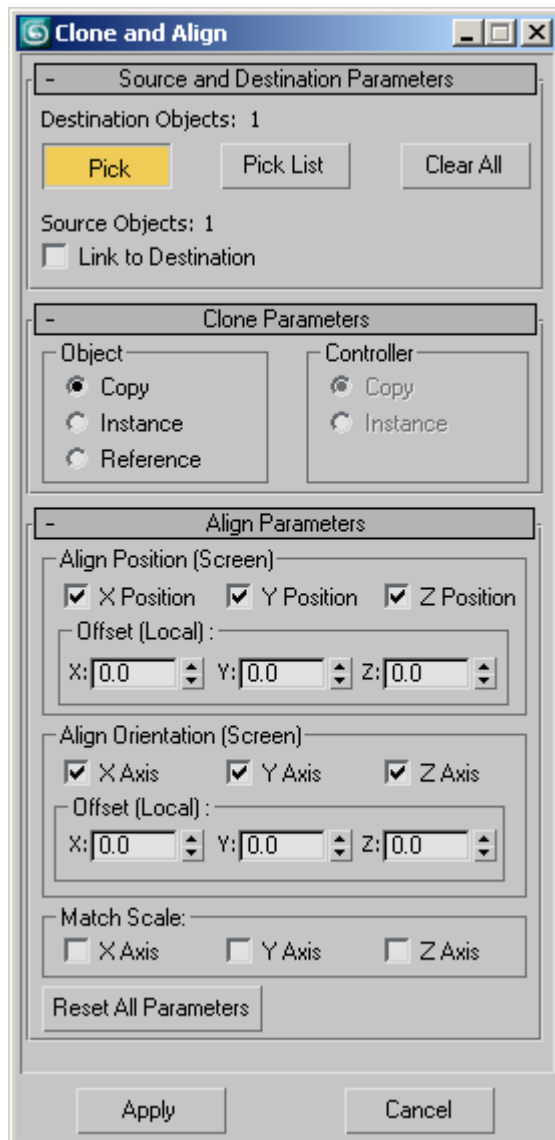 Clone and Align
- Source and Destination Parameters
Destination Objects: 1
Pick Pick List Clear All
Source Objects: 1
Link to Destination
- Clone Parameters
Object Controller
Copy Copy
Instance Instance
Reference
- Align Parameters
Align Position (Screen)
X Position Y Position Z Position
Offset (Local) :
X: 0.0 Y: 0.0 Z: 0.0
Align Orientation (Screen)
X Axis Y Axis Z Axis
Offset (Local) :
X: 0.0 Y: 0.0 Z: 0.0
Match Scale:
X Axis Y Axis Z Axis
Reset All Parameters
Apply Cancel